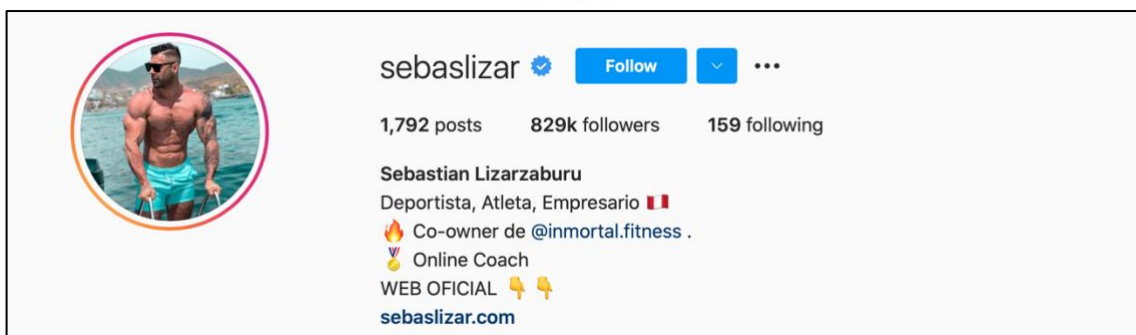 sebaslizar Follow
1,792 posts 829k followers 159 following
Sebastian Lizarzaburu
Deportista, Atleta, Empresario 🇵🇪
🔥 Co-owner de @inmortal.fitness .
🏅 Online Coach
WEB OFICIAL 👇 👇
sebaslizar.com